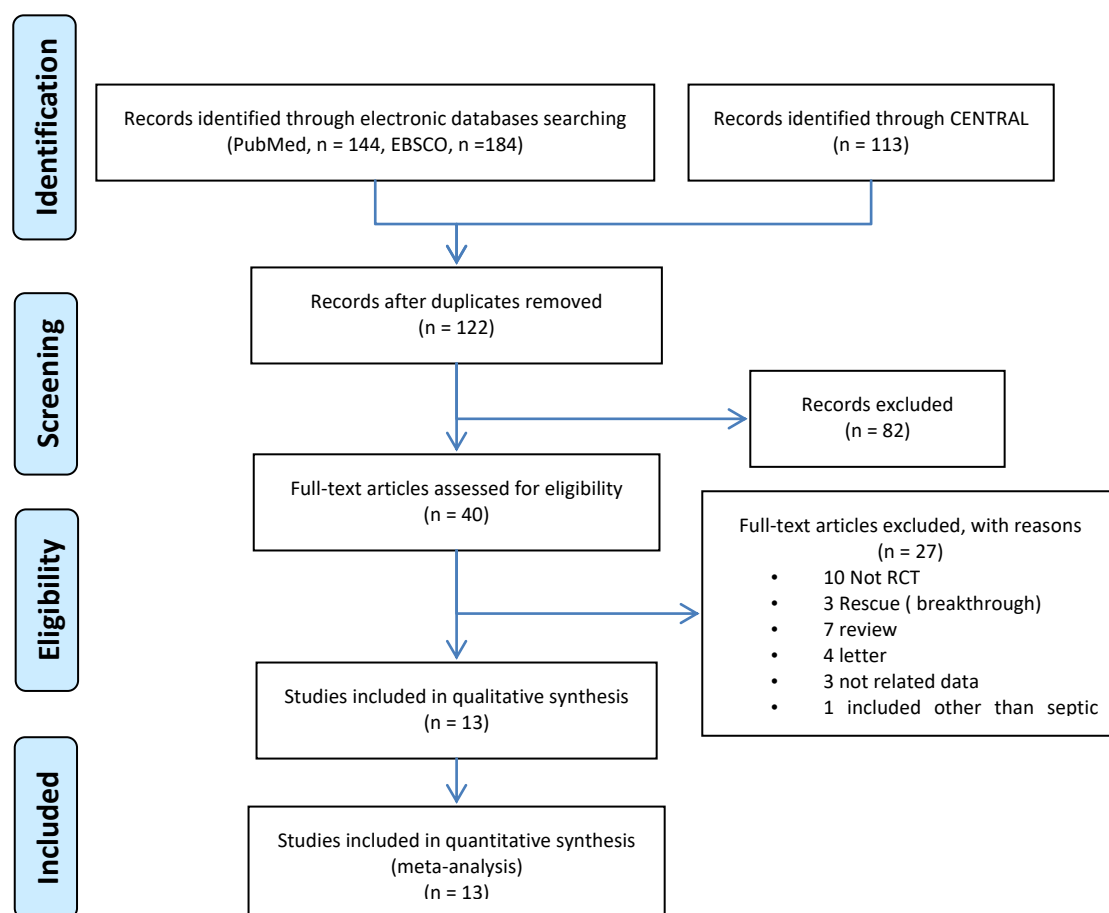 Identification
Records identified through electronic databases searching
(PubMed, n = 144, EBSCO, n =184)
Records identified through CENTRAL
(n = 113)
Screening
Records after duplicates removed
(n = 122)
Records excluded
(n = 82)
Eligibility
Full-text articles assessed for eligibility
(n = 40)
Full-text articles excluded, with reasons
(n = 27)
• 10 Not RCT
• 3 Rescue ( breakthrough)
• 7 review
• 4 letter
• 3 not related data
• 1 included other than septic
Studies included in qualitative synthesis
(n = 13)
Included
Studies included in quantitative synthesis
(meta-analysis)
(n = 13)